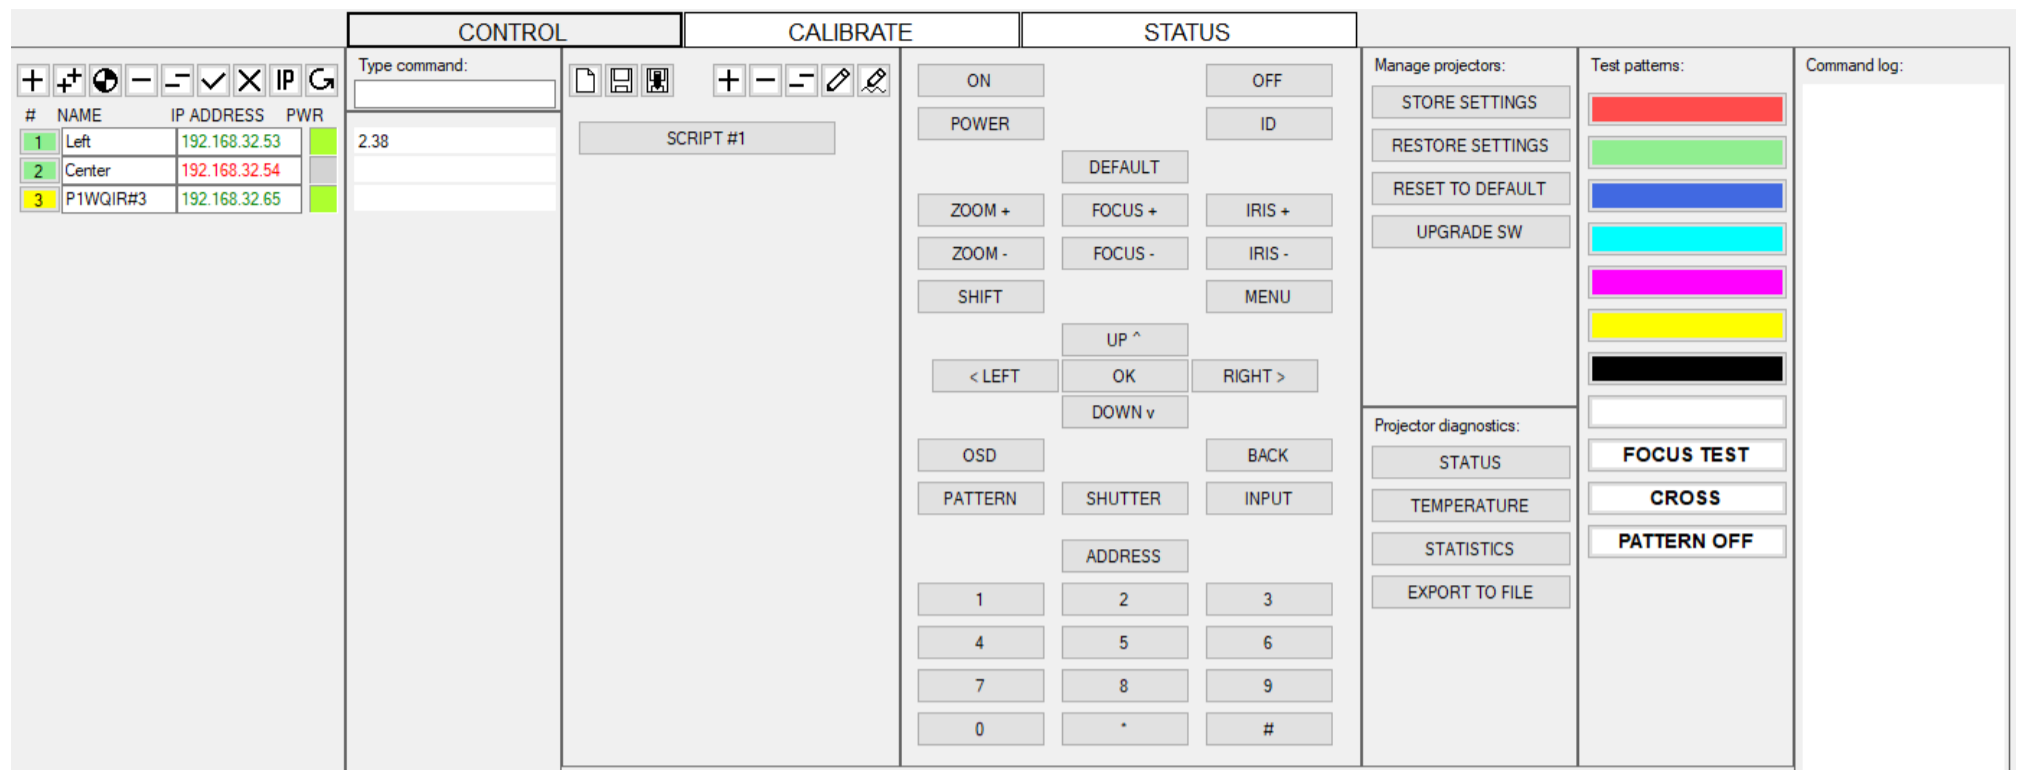 CONTROL CALIBRATE STATUS
IP
# NAME IP ADDRESS PWR
1 Left 192.168.32.53
2 Center 192.168.32.54
3 P1WQIR#3 192.168.32.65
Type command:
2.38
SCRIPT #1
ON OFF
POWER ID
DEFAULT
ZOOM + FOCUS + IRIS +
ZOOM - FOCUS - IRIS -
SHIFT MENU
UP ^
< LEFT OK RIGHT >
DOWN v
OSD BACK
PATTERN SHUTTER INPUT
ADDRESS
1 2 3
4 5 6
7 8 9
0 * #
Manage projectors:
STORE SETTINGS
RESTORE SETTINGS
RESET TO DEFAULT
UPGRADE SW
Projector diagnostics:
STATUS
TEMPERATURE
STATISTICS
EXPORT TO FILE
Test patterns:
FOCUS TEST
CROSS
PATTERN OFF
Command log: